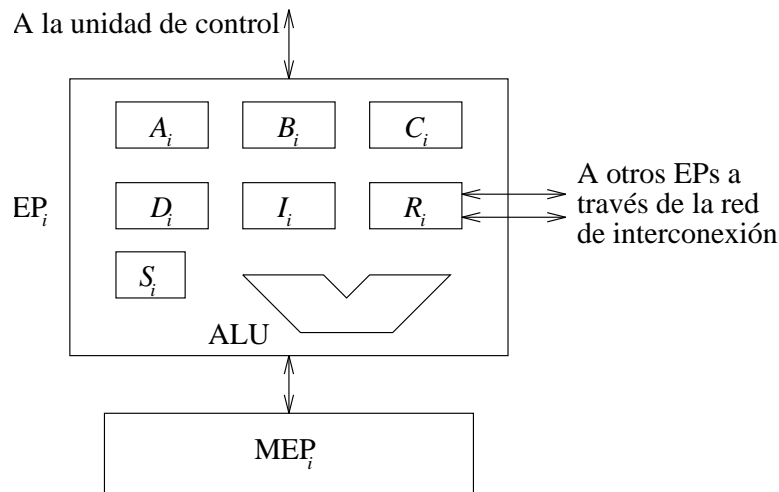 A la unidad de control
A_i B_i C_i
EP_i
D_i I_i R_i
A otros EPs a
través de la red
de interconexión
S_i
ALU
MEP_i